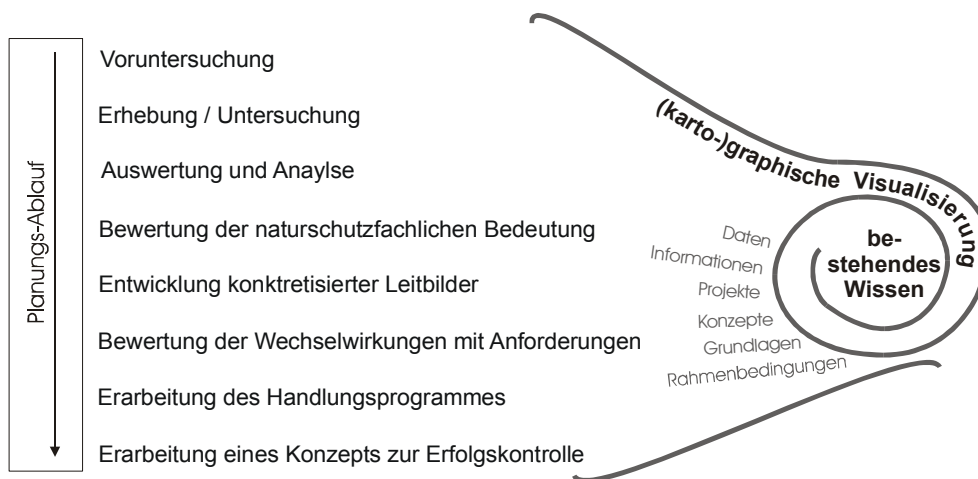 Planungs-Ablauf
Voruntersuchung
Erhebung / Untersuchung
Auswertung und Anaylse
Bewertung der naturschutzfachlichen Bedeutung
Entwicklung konktretisierter Leitbilder
Bewertung der Wechselwirkungen mit Anforderungen
Erarbeitung des Handlungsprogrammes
Erarbeitung eines Konzepts zur Erfolgskontrolle
(karto-)graphische Visualisierung
be-
stehendes
Wissen
Daten
Informationen
Projekte
Konzepte
Grundlagen
Rahmenbedingungen